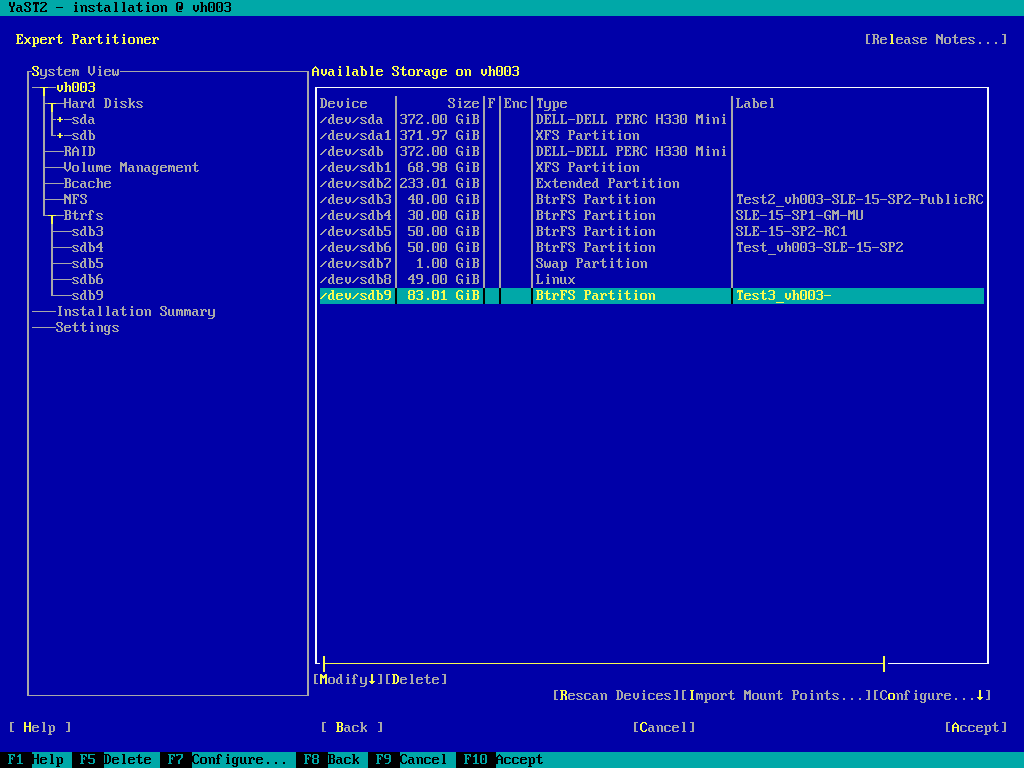 YaST2 - installation @ vh003
Expert Partitioner [Release Notes...]
System View
vh003
Hard Disks
+sda
+sdb
RAID
Volume Management
Bcache
NFS
Btrfs
sdb3
sdb4
sdb5
sdb6
sdb9
Installation Summary
Settings
Available Storage on vh003
Device |Size|F|Enc|Type |Label
/dev/sda |372.00 GiB| | |DELL-DELL PERC H330 Mini|
/dev/sda1|371.97 GiB| | |XFS Partition |
/dev/sdb |372.00 GiB| | |DELL-DELL PERC H330 Mini|
/dev/sdb1| 68.98 GiB| | |XFS Partition |
/dev/sdb2|233.01 GiB| | |Extended Partition |
/dev/sdb3| 40.00 GiB| | |BtrFS Partition |Test2_vh003-SLE-15-SP2-PublicRC
/dev/sdb4| 30.00 GiB| | |BtrFS Partition |SLE-15-SP1-GM-MU
/dev/sdb5| 50.00 GiB| | |BtrFS Partition |SLE-15-SP2-RC1
/dev/sdb6| 50.00 GiB| | |BtrFS Partition |Test_vh003-SLE-15-SP2
/dev/sdb7| 1.00 GiB| | |Swap Partition |
/dev/sdb8| 49.00 GiB| | |Linux |
/dev/sdb9| 83.01 GiB| | |BtrFS Partition |Test3_vh003-
[Modify↓][Delete]
[Rescan Devices][Import Mount Points...][Configure...↓]
[ Help ] [ Back ] [Cancel] [Accept]
F1 Help F5 Delete F7 Configure... F8 Back F9 Cancel F10 Accept